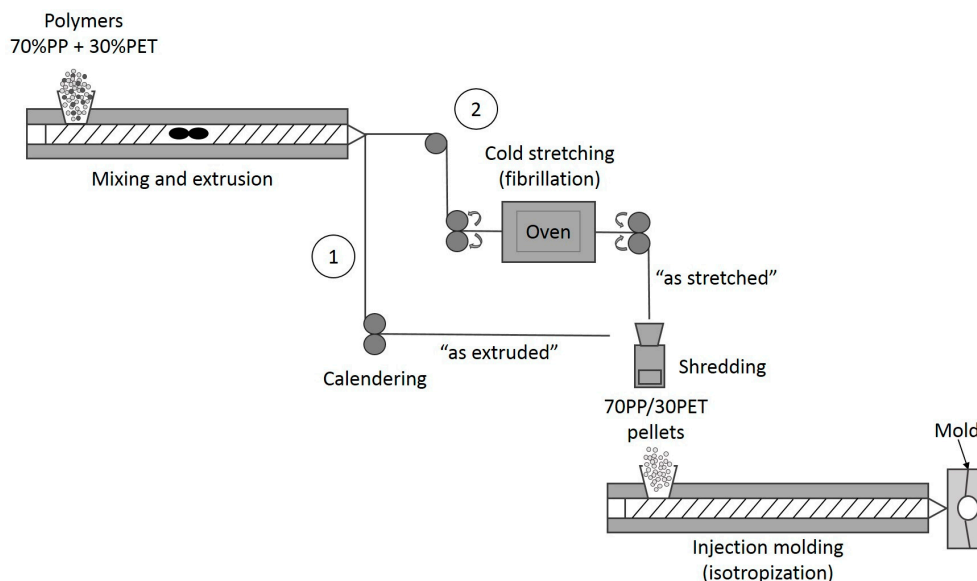 Polymers
70%PP + 30%PET
Mixing and extrusion
2
Cold stretching
(fibrillation)
Oven
1
"as stretched"
"as extruded"
Calendering
Shredding
70PP/30PET
pellets
Mold
Injection molding
(isotropization)